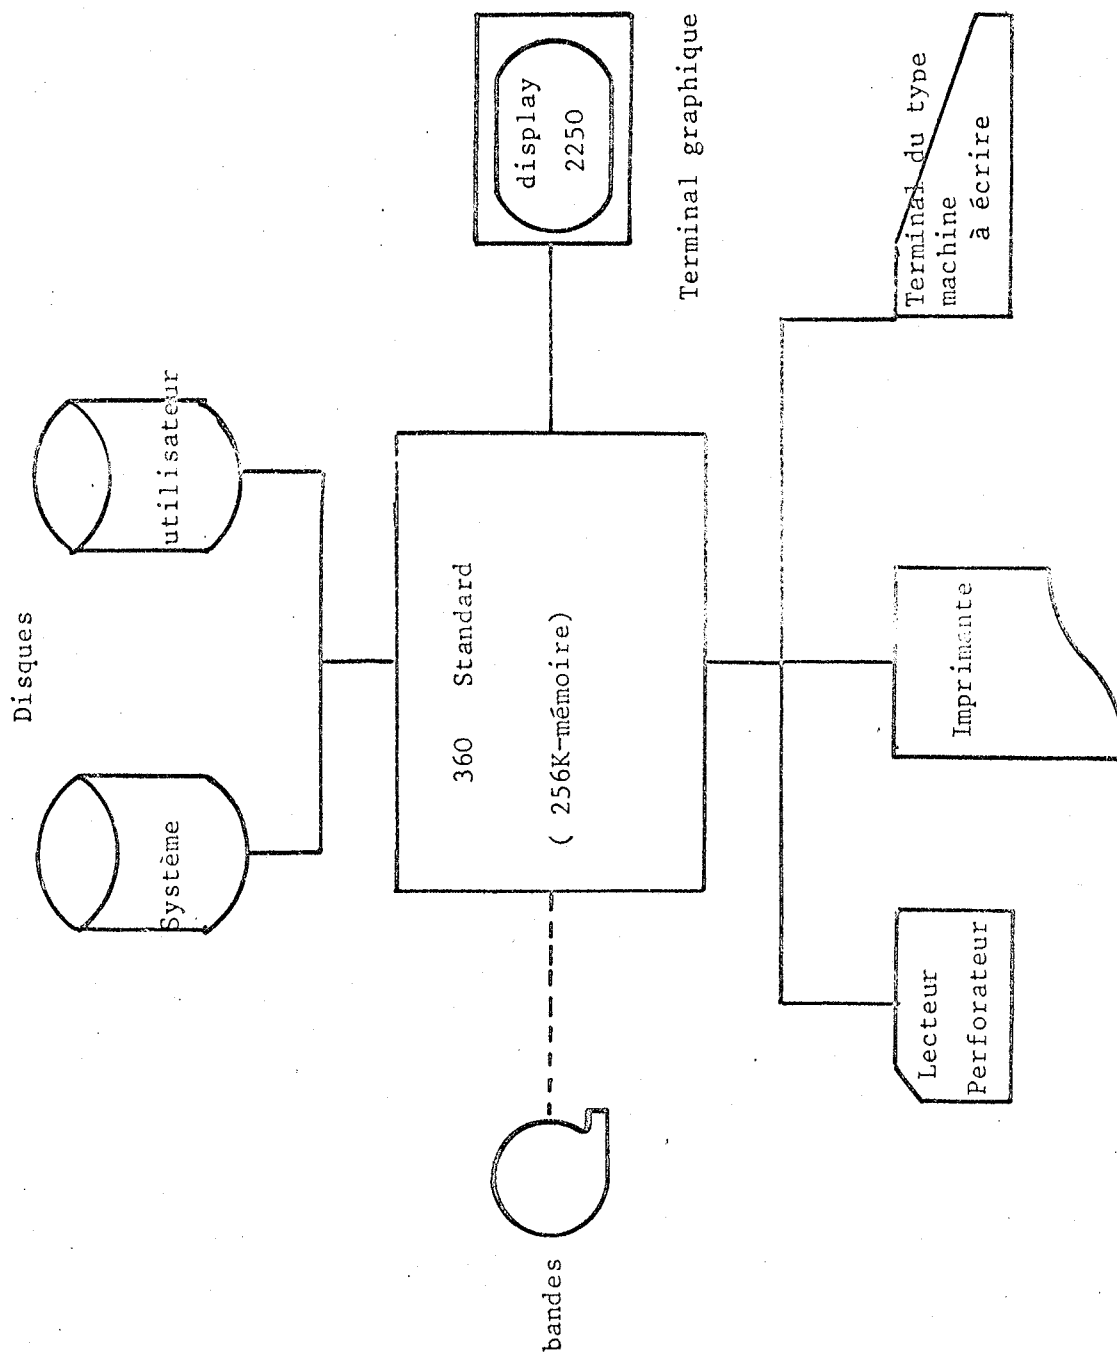 Disques
Système
utilisateur
360 Standard
( 256K-mémoire)
bandes
display
2250
Terminal graphique
Lecteur
Perforateur
Imprimante
Terminal du type
machine
à écrire